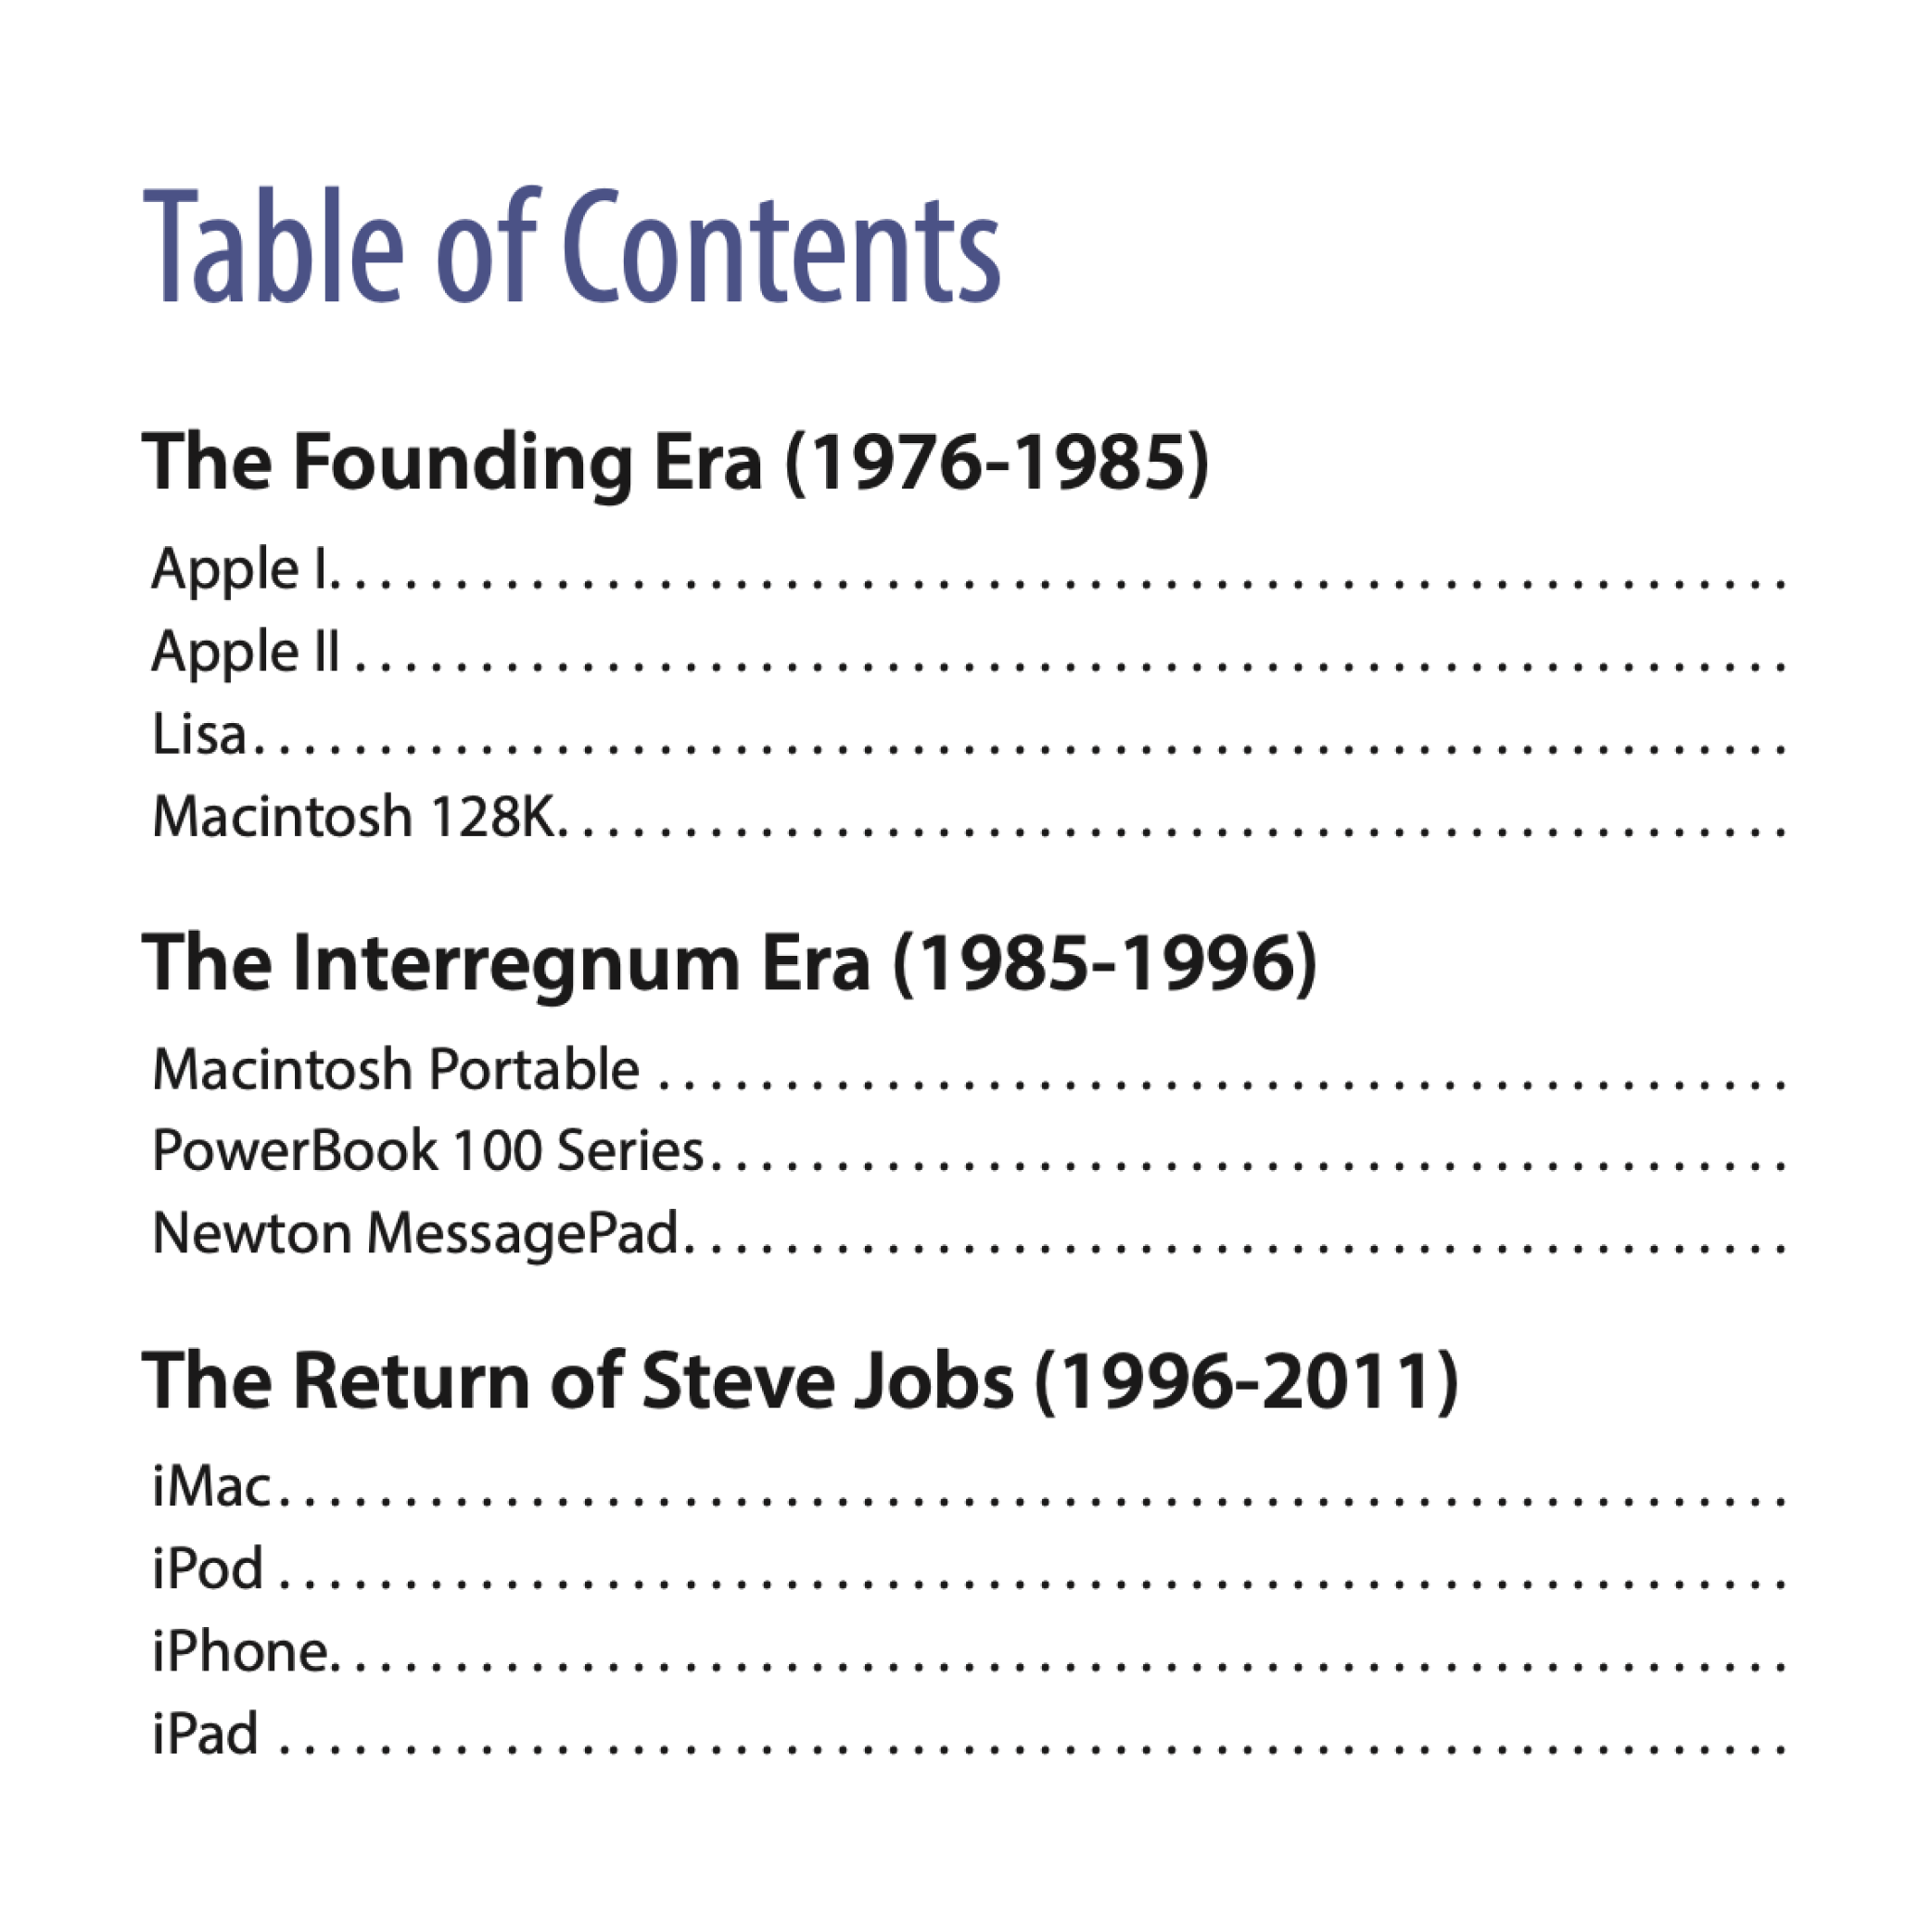 Table of Contents
The Founding Era (1976-1985)
Apple I. . . . . . . . . . . . . . . . . . . . . . . . . . . . . . . . . . . . . . . . . . . . . . . . . . . . . . . . . .
Apple II . . . . . . . . . . . . . . . . . . . . . . . . . . . . . . . . . . . . . . . . . . . . . . . . . . . . . . . . .
Lisa. . . . . . . . . . . . . . . . . . . . . . . . . . . . . . . . . . . . . . . . . . . . . . . . . . . . . . . . . . . . .
Macintosh 128K. . . . . . . . . . . . . . . . . . . . . . . . . . . . . . . . . . . . . . . . . . . . . . . . .
The Interregnum Era (1985-1996)
Macintosh Portable . . . . . . . . . . . . . . . . . . . . . . . . . . . . . . . . . . . . . . . . . . . . .
PowerBook 100 Series. . . . . . . . . . . . . . . . . . . . . . . . . . . . . . . . . . . . . . . . . . .
Newton MessagePad. . . . . . . . . . . . . . . . . . . . . . . . . . . . . . . . . . . . . . . . . . . .
The Return of Steve Jobs (1996-2011)
iMac. . . . . . . . . . . . . . . . . . . . . . . . . . . . . . . . . . . . . . . . . . . . . . . . . . . . . . . . . . . .
iPod . . . . . . . . . . . . . . . . . . . . . . . . . . . . . . . . . . . . . . . . . . . . . . . . . . . . . . . . . . . .
iPhone. . . . . . . . . . . . . . . . . . . . . . . . . . . . . . . . . . . . . . . . . . . . . . . . . . . . . . . . . .
iPad . . . . . . . . . . . . . . . . . . . . . . . . . . . . . . . . . . . . . . . . . . . . . . . . . . . . . . . . . . . .